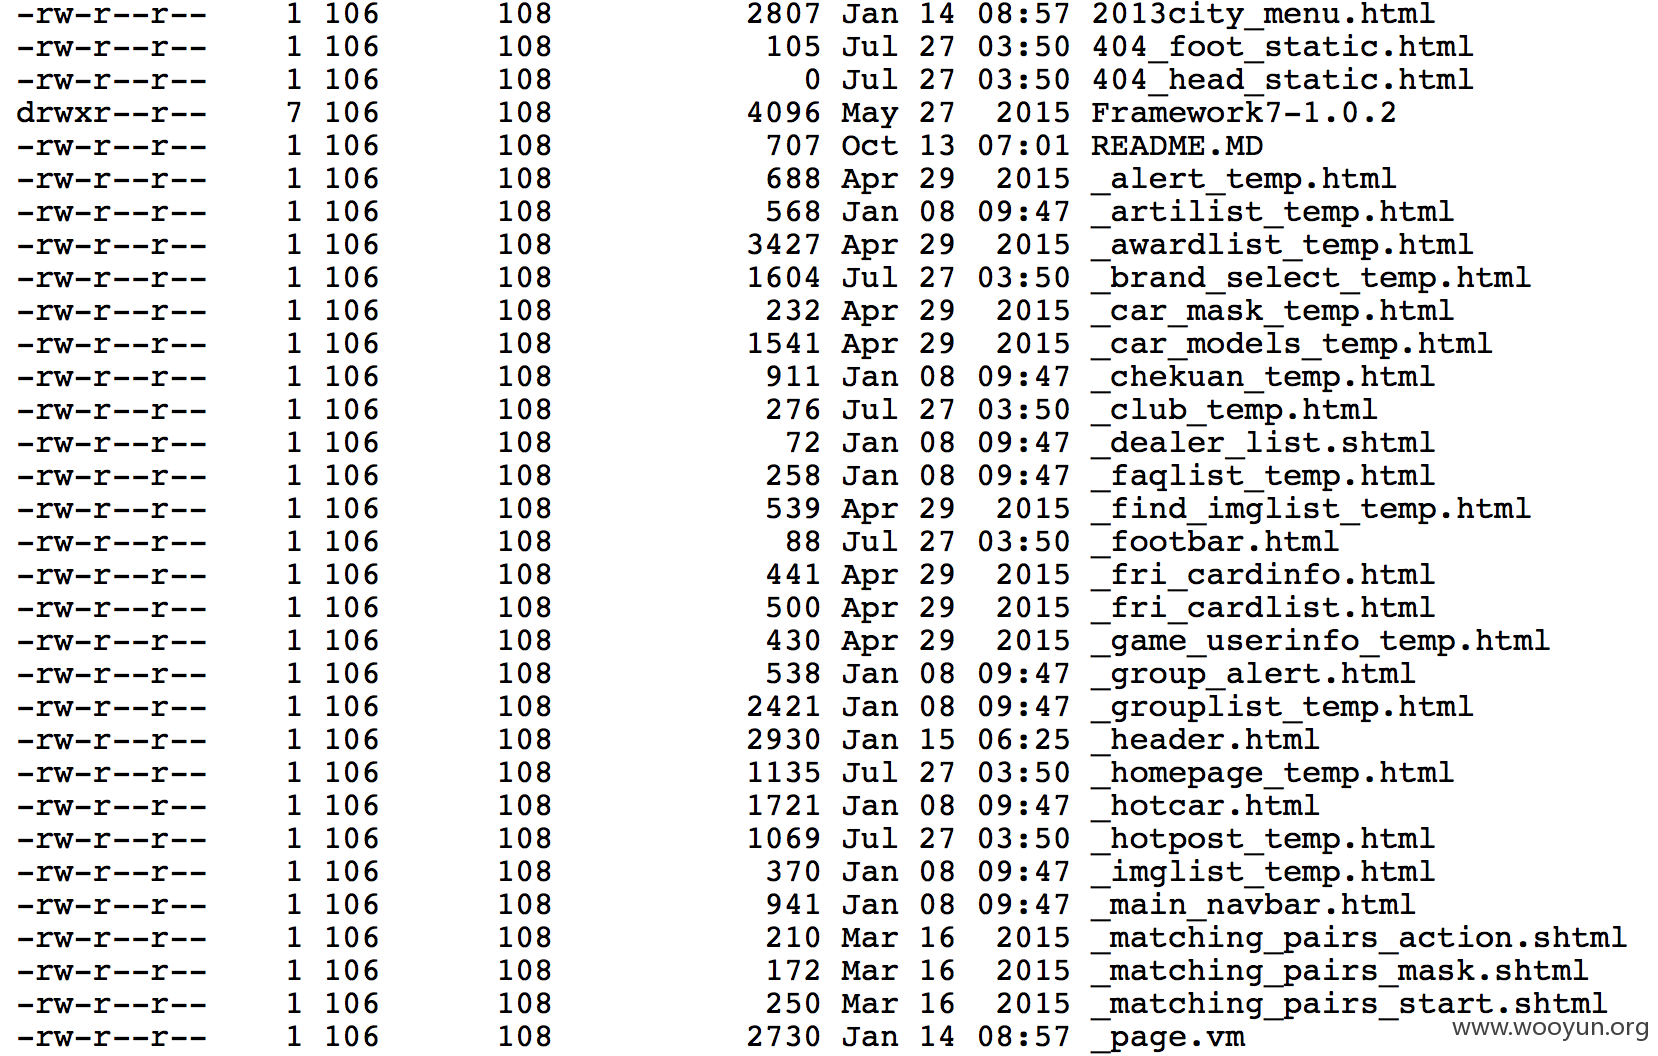 -rw-r--r-- 1 106 108 2807 Jan 14 08:57 2013city_menu.html
-rw-r--r-- 1 106 108 105 Jul 27 03:50 404_foot_static.html
-rw-r--r-- 1 106 108 0 Jul 27 03:50 404_head_static.html
drwxr--r-- 7 106 108 4096 May 27 2015 Framework7-1.0.2
-rw-r--r-- 1 106 108 707 Oct 13 07:01 README.MD
-rw-r--r-- 1 106 108 688 Apr 29 2015 _alert_temp.html
-rw-r--r-- 1 106 108 568 Jan 08 09:47 _artilist_temp.html
-rw-r--r-- 1 106 108 3427 Apr 29 2015 _awardlist_temp.html
-rw-r--r-- 1 106 108 1604 Jul 27 03:50 _brand_select_temp.html
-rw-r--r-- 1 106 108 232 Apr 29 2015 _car_mask_temp.html
-rw-r--r-- 1 106 108 1541 Apr 29 2015 _car_models_temp.html
-rw-r--r-- 1 106 108 911 Jan 08 09:47 _chekuan_temp.html
-rw-r--r-- 1 106 108 276 Jul 27 03:50 _club_temp.html
-rw-r--r-- 1 106 108 72 Jan 08 09:47 _dealer_list.shtml
-rw-r--r-- 1 106 108 258 Jan 08 09:47 _faqlist_temp.html
-rw-r--r-- 1 106 108 539 Apr 29 2015 _find_imglist_temp.html
-rw-r--r-- 1 106 108 88 Jul 27 03:50 _footbar.html
-rw-r--r-- 1 106 108 441 Apr 29 2015 _fri_cardinfo.html
-rw-r--r-- 1 106 108 500 Apr 29 2015 _fri_cardlist.html
-rw-r--r-- 1 106 108 430 Apr 29 2015 _game_userinfo_temp.html
-rw-r--r-- 1 106 108 538 Jan 08 09:47 _group_alert.html
-rw-r--r-- 1 106 108 2421 Jan 08 09:47 _grouplist_temp.html
-rw-r--r-- 1 106 108 2930 Jan 15 06:25 _header.html
-rw-r--r-- 1 106 108 1135 Jul 27 03:50 _homepage_temp.html
-rw-r--r-- 1 106 108 1721 Jan 08 09:47 _hotcar.html
-rw-r--r-- 1 106 108 1069 Jul 27 03:50 _hotpost_temp.html
-rw-r--r-- 1 106 108 370 Jan 08 09:47 _imglist_temp.html
-rw-r--r-- 1 106 108 941 Jan 08 09:47 _main_navbar.html
-rw-r--r-- 1 106 108 210 Mar 16 2015 _matching_pairs_action.shtml
-rw-r--r-- 1 106 108 172 Mar 16 2015 _matching_pairs_mask.shtml
-rw-r--r-- 1 106 108 250 Mar 16 2015 _matching_pairs_start.shtml
-rw-r--r-- 1 106 108 2730 Jan 14 08:57 _page.vm
www.wooyun.org